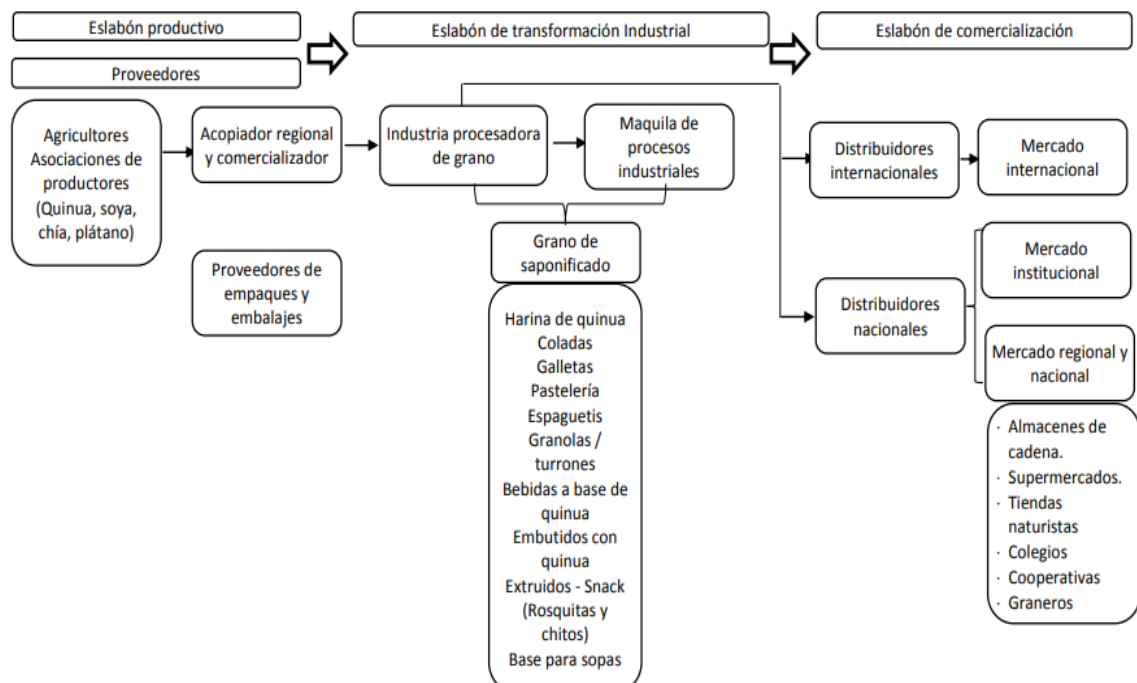 Eslabón productivo
Eslabón de transformación Industrial
Eslabón de comercialización
Proveedores
Agricultores
Asociaciones de
productores
(Quinua, soya,
chía, plátano)
Acopiador regional
y comercializador
Proveedores de
empaques y
embalajes
Industria procesadora
de grano
Maquila de
procesos
industriales
Grano de
saponificado
Harina de quinua
Coladas
Galletas
Pastelería
Espaguetis
Granolas /
turrones
Bebidas a base de
quinua
Embutidos con
quinua
Extruidos - Snack
(Rosquitas y
chitos)
Base para sopas
Distribuidores
internacionales
Mercado
internacional
Distribuidores
nacionales
Mercado
institucional
Mercado regional y
nacional
· Almacenes de
cadena.
· Supermercados.
· Tiendas
naturistas
· Colegios
· Cooperativas
· Graneros